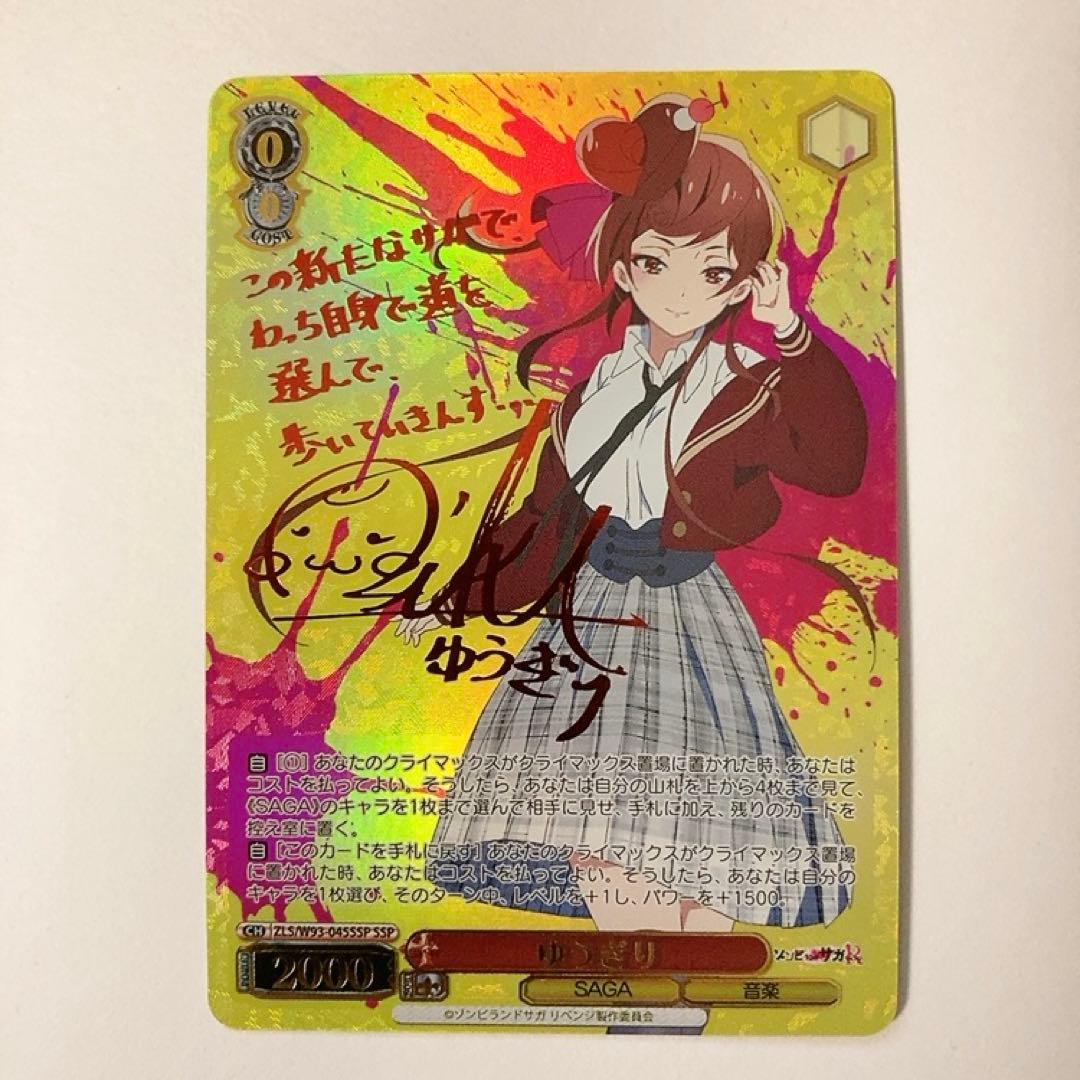 LEVEL
0
0
COST
この新たなサガで、
わっち自身で道を
選んで、
歩いていきんす…ッ
ゆうぎり
自 [①] あなたのクライマックスがクライマックス置場に置かれた時、あなたは
コストを払ってよい。そうしたら、あなたは自分の山札を上から4枚まで見て、
《SAGA》のキャラを1枚まで選んで相手に見せ、手札に加え、残りのカードを
控え室に置く。
自 [このカードを手札に戻す] あなたのクライマックスがクライマックス置場
に置かれた時、あなたはコストを払ってよい。そうしたら、あなたは自分の
キャラを1枚選び、そのターン中、レベルを+1し、パワーを+1500。
CH ZLS/W93-045SSP SSP
POWER 2000
ゆうぎり
ゾンビランドサガR
SAGA 音楽
©ゾンビランドサガ リベンジ製作委員会